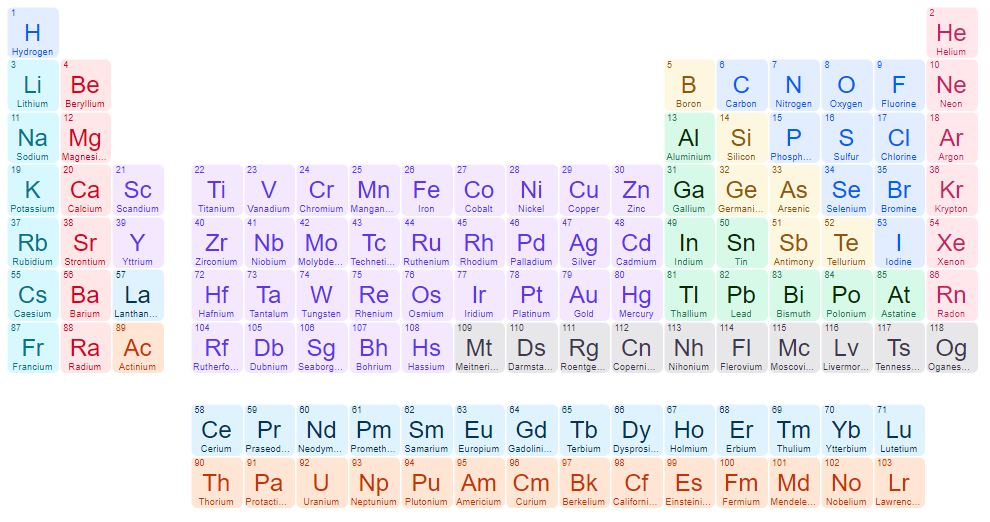 1 2
H He
Hydrogen Helium
3 4 5 6 7 8 9 10
Li Be B C N O F Ne
Lithium Beryllium Boron Carbon Nitrogen Oxygen Fluorine Neon
11 12 13 14 15 16 17 18
Na Mg Al Si P S Cl Ar
Sodium Magnesi... Aluminium Silicon Phosph... Sulfur Chlorine Argon
19 20 21 22 23 24 25 26 27 28 29 30 31 32 33 34 35 36
K Ca Sc Ti V Cr Mn Fe Co Ni Cu Zn Ga Ge As Se Br Kr
Potassium Calcium Scandium Titanium Vanadium Chromium Mangan... Iron Cobalt Nickel Copper Zinc Gallium Germani... Arsenic Selenium Bromine Krypton
37 38 39 40 41 42 43 44 45 46 47 48 49 50 51 52 53 54
Rb Sr Y Zr Nb Mo Tc Ru Rh Pd Ag Cd In Sn Sb Te I Xe
Rubidium Strontium Yttrium Zirconium Niobium Molybde... Techneti... Ruthenium Rhodium Palladium Silver Cadmium Indium Tin Antimony Tellurium Iodine Xenon
55 56 57 72 73 74 75 76 77 78 79 80 81 82 83 84 85 86
Cs Ba La Hf Ta W Re Os Ir Pt Au Hg Tl Pb Bi Po At Rn
Caesium Barium Lanthan... Hafnium Tantalum Tungsten Rhenium Osmium Iridium Platinum Gold Mercury Thallium Lead Bismuth Polonium Astatine Radon
87 88 89 104 105 106 107 108 109 110 111 112 113 114 115 116 117 118
Fr Ra Ac Rf Db Sg Bh Hs Mt Ds Rg Cn Nh Fl Mc Lv Ts Og
Francium Radium Actinium Rutherfo... Dubnium Seaborg... Bohrium Hassium Meitneri... Darmsta... Roentge... Coperni... Nihonium Flerovium Moscovi... Livermor... Tenness... Oganes...
58 59 60 61 62 63 64 65 66 67 68 69 70 71
Ce Pr Nd Pm Sm Eu Gd Tb Dy Ho Er Tm Yb Lu
Cerium Praseod... Neodym... Prometh... Samarium Europium Gadolini... Terbium Dysprosi... Holmium Erbium Thulium Ytterbium Lutetium
90 91 92 93 94 95 96 97 98 99 100 101 102 103
Th Pa U Np Pu Am Cm Bk Cf Es Fm Md No Lr
Thorium Protacti... Uranium Neptunium Plutonium Americium Curium Berkelium Californi... Einsteini... Fermium Mendele... Nobelium Lawrenc...